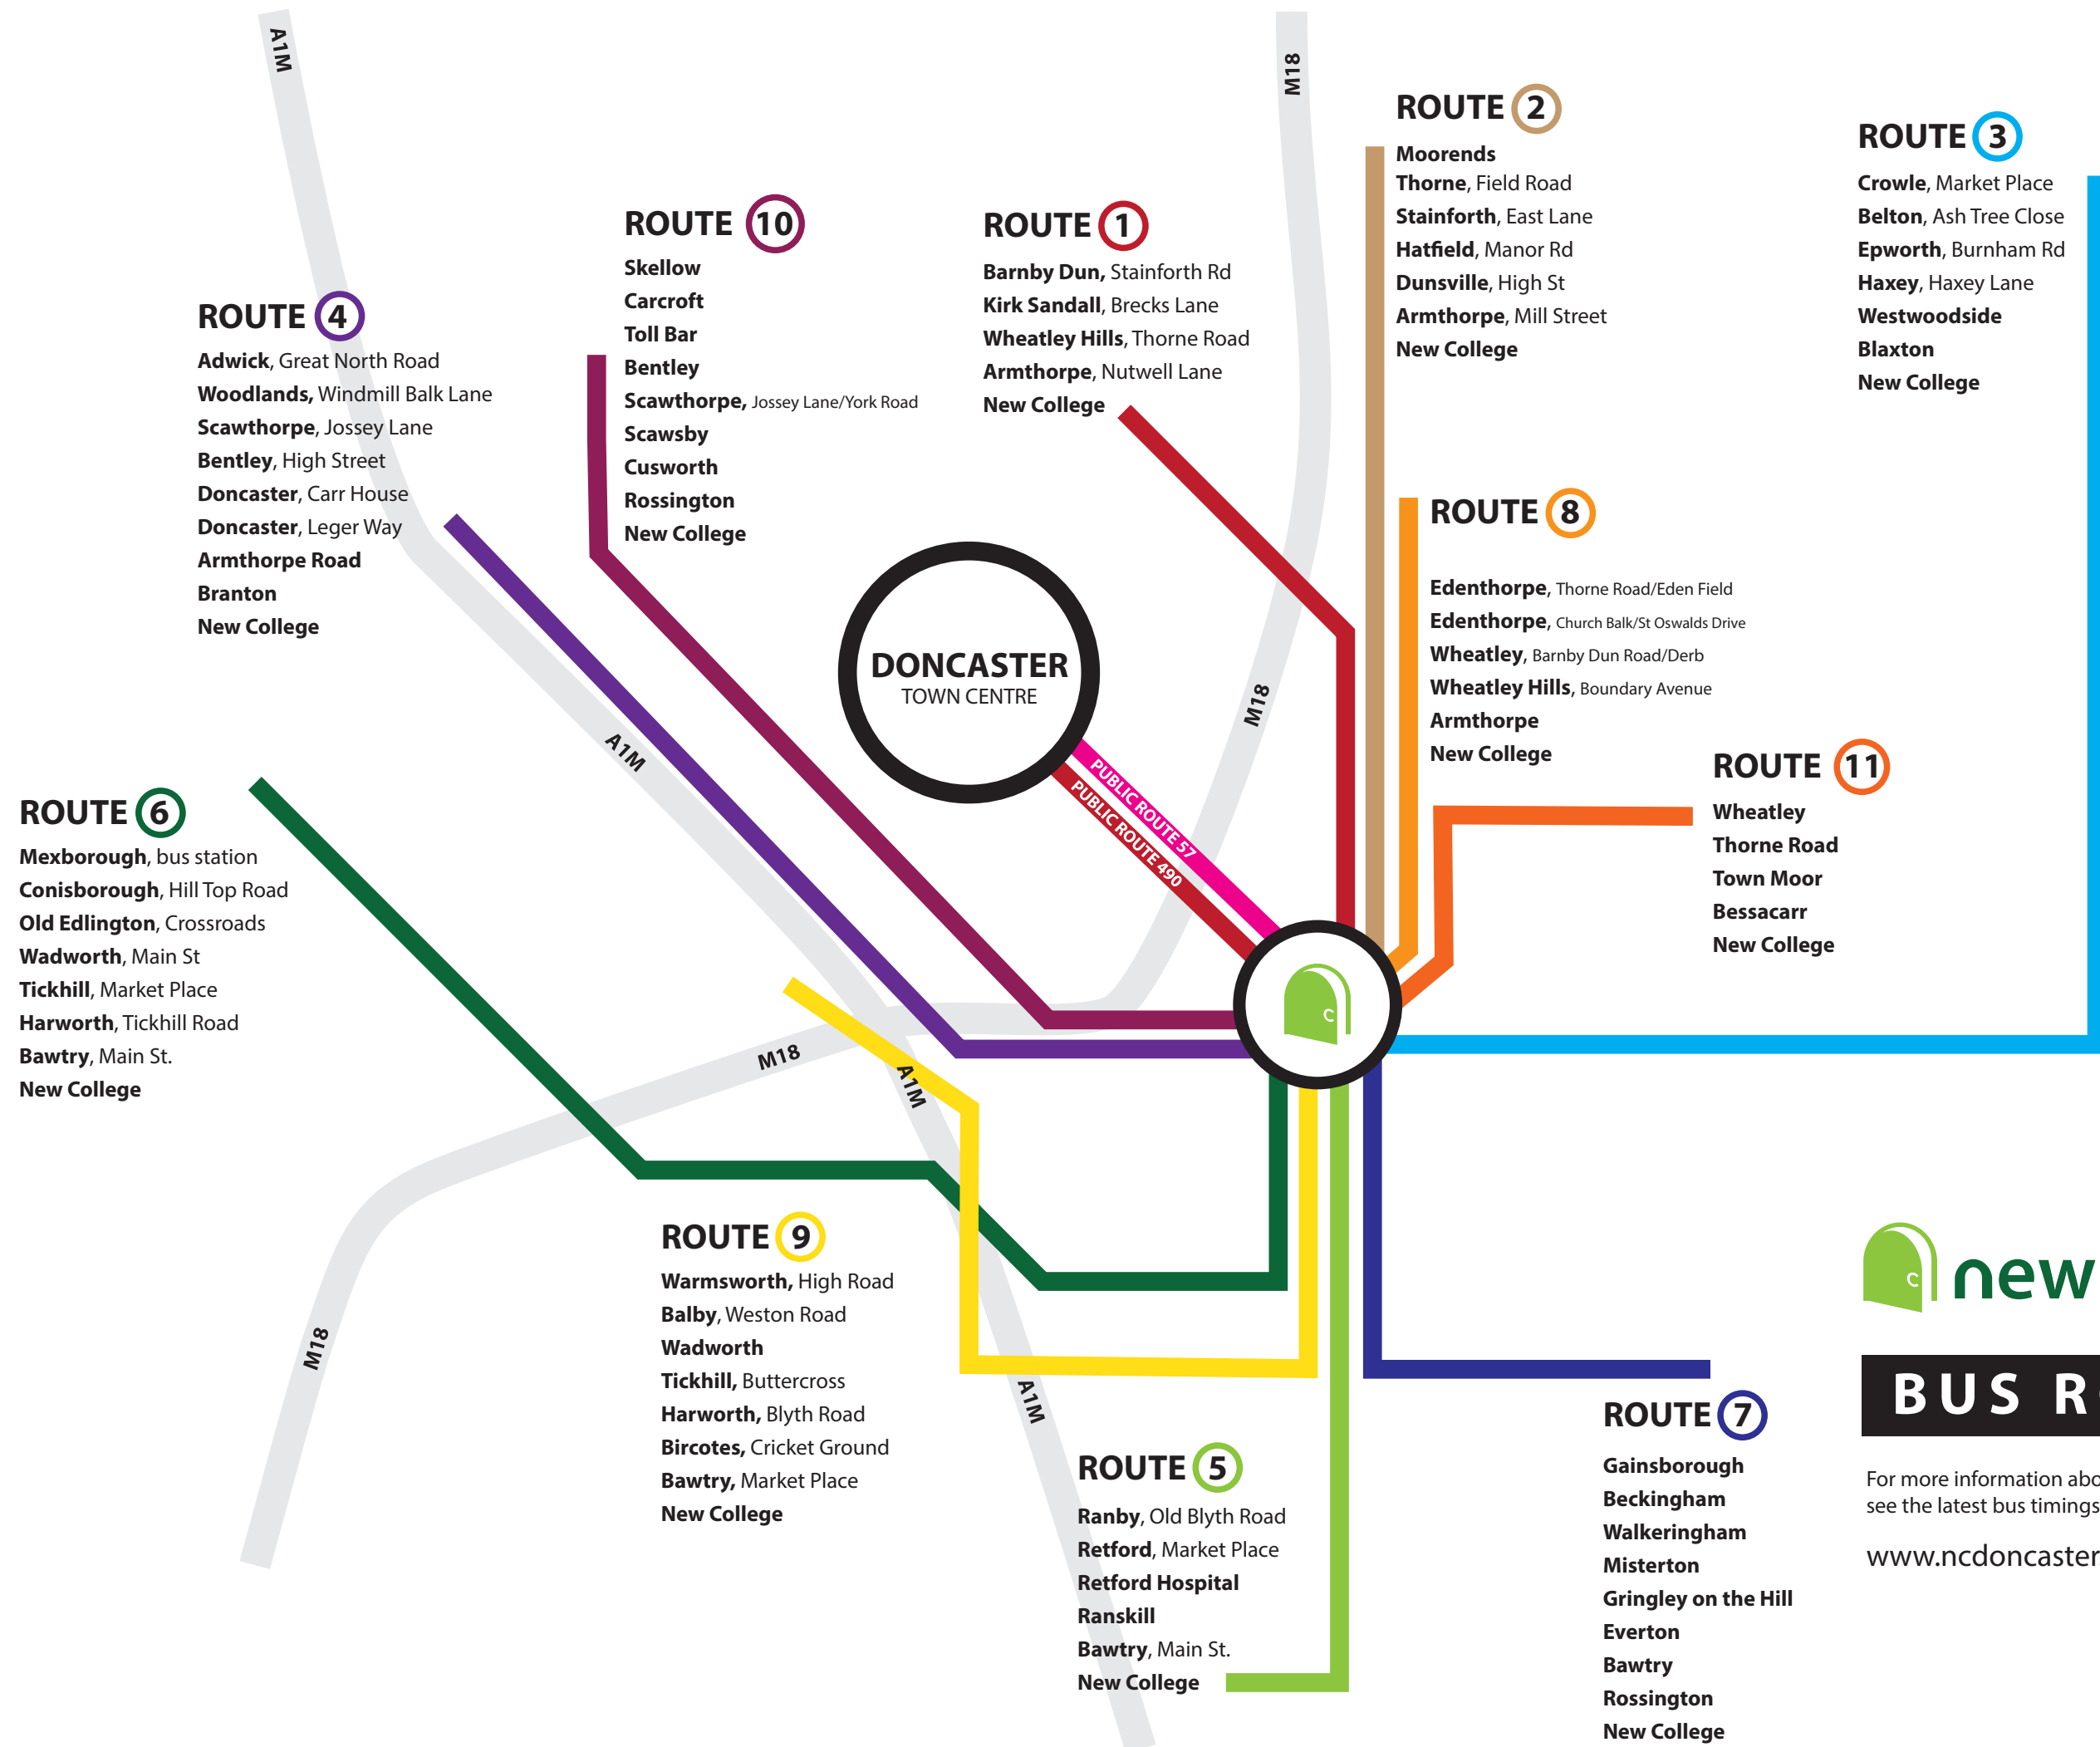 A1M
M18
ROUTE 2
Moorends
Thorne, Field Road
Stainforth, East Lane
Hatfield, Manor Rd
Dunsville, High St
Armthorpe, Mill Street
New College
ROUTE 3
Crowle, Market Place
Belton, Ash Tree Close
Epworth, Burnham Rd
Haxey, Haxey Lane
Westwoodside
Blaxton
New College
ROUTE 10
Skellow
Carcroft
Toll Bar
Bentley
Scawthorpe, Jossey Lane/York Road
Scawsby
Cusworth
Rossington
New College
ROUTE 1
Barnby Dun, Stainforth Rd
Kirk Sandall, Brecks Lane
Wheatley Hills, Thorne Road
Armthorpe, Nutwell Lane
New College
ROUTE 4
Adwick, Great North Road
Woodlands, Windmill Balk Lane
Scawthorpe, Jossey Lane
Bentley, High Street
Doncaster, Carr House
Doncaster, Leger Way
Armthorpe Road
Branton
New College
ROUTE 8
Edenthorpe, Thorne Road/Eden Field
Edenthorpe, Church Balk/St Oswalds Drive
Wheatley, Barnby Dun Road/Derb
Wheatley Hills, Boundary Avenue
Armthorpe
New College
DONCASTER
TOWN CENTRE
M18
A1M
PUBLIC ROUTE 57
PUBLIC ROUTE 490
ROUTE 11
Wheatley
Thorne Road
Town Moor
Bessacarr
New College
ROUTE 6
Mexborough, bus station
Conisborough, Hill Top Road
Old Edlington, Crossroads
Wadworth, Main St
Tickhill, Market Place
Harworth, Tickhill Road
Bawtry, Main St.
New College
C
M18
A1M
ROUTE 9
Warmsworth, High Road
Balby, Weston Road
Wadworth
Tickhill, Buttercross
Harworth, Blyth Road
Bircotes, Cricket Ground
Bawtry, Market Place
New College
M18
A1M
ROUTE 5
Ranby, Old Blyth Road
Retford, Market Place
Retford Hospital
Ranskill
Bawtry, Main St.
New College
ROUTE 7
Gainsborough
Beckingham
Walkeringham
Misterton
Gringley on the Hill
Everton
Bawtry
Rossington
New College
C new
BUS R
For more information abo
see the latest bus timings
www.ncdoncaster